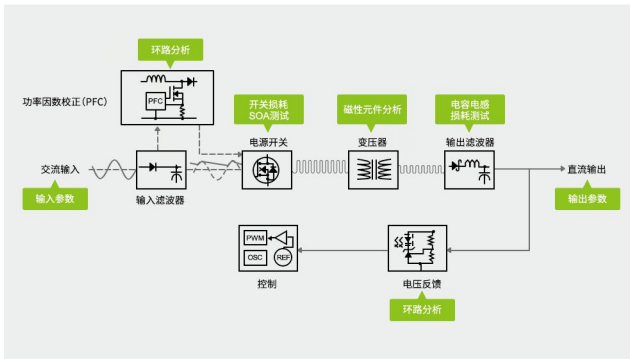 环路分析
功率因数校正(PFC)
PFC
开关损耗
SOA测试
磁性元件分析
电容电感
损耗测试
电源开关
变压器
输出滤波器
交流输入
直流输出
输入参数
输入滤波器
输出参数
PWM
OSC
REF
控制
电压反馈
环路分析